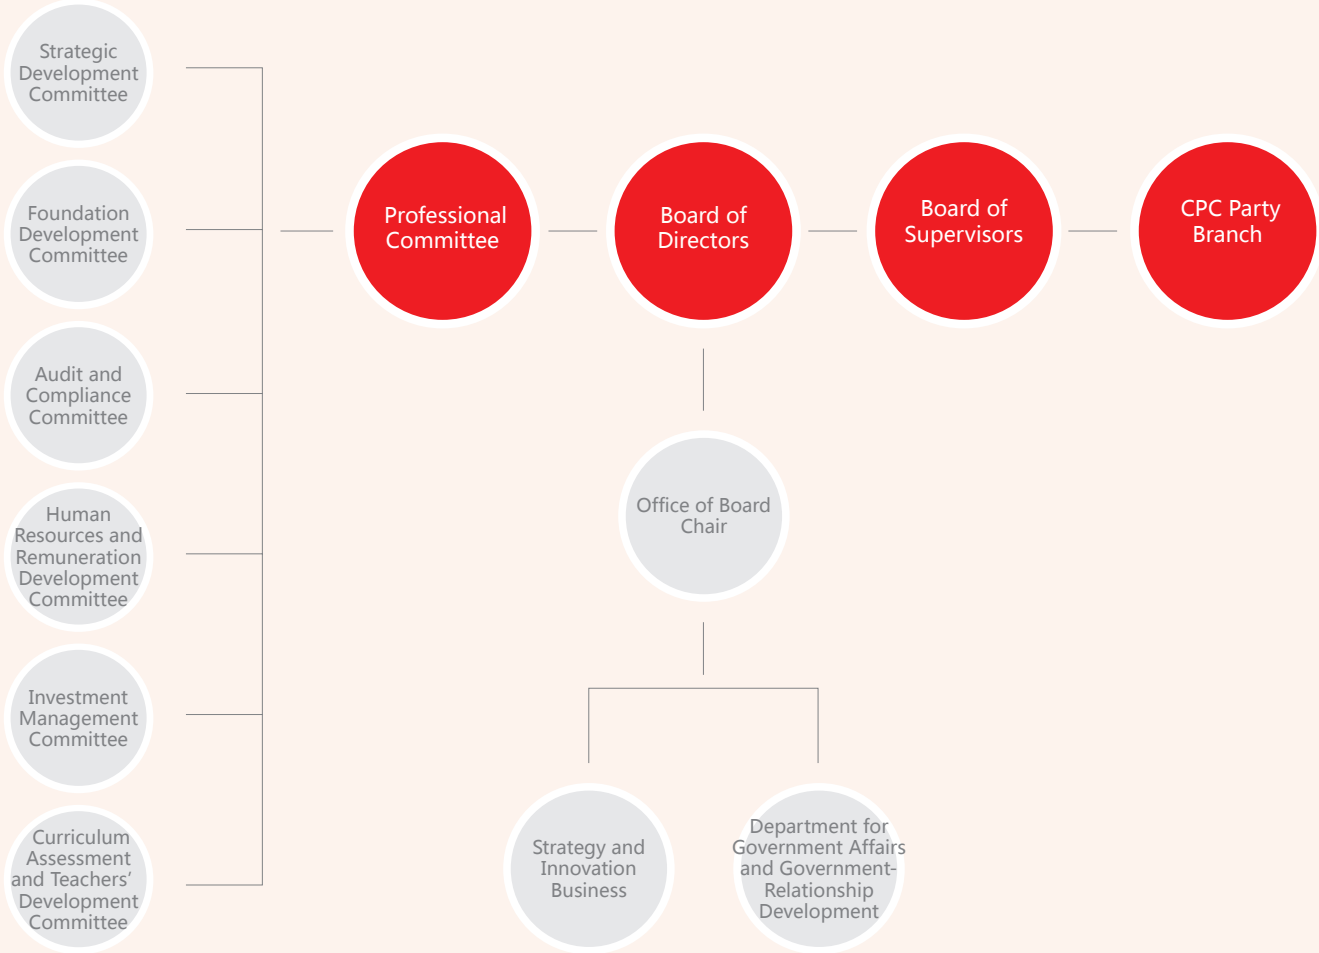 Strategic
Development
Committee
Foundation
Development
Committee
Audit and
Compliance
Committee
Human
Resources and
Remuneration
Development
Committee
Investment
Management
Committee
Curriculum
Assessment
and Teachers‘
Development
Committee
Professional
Committee
Board of
Directors
Board of
Supervisors
CPC Party
Branch
Office of Board
Chair
Strategy and
Innovation
Business
Department for
Government Affairs
and Government-
Relationship
Development